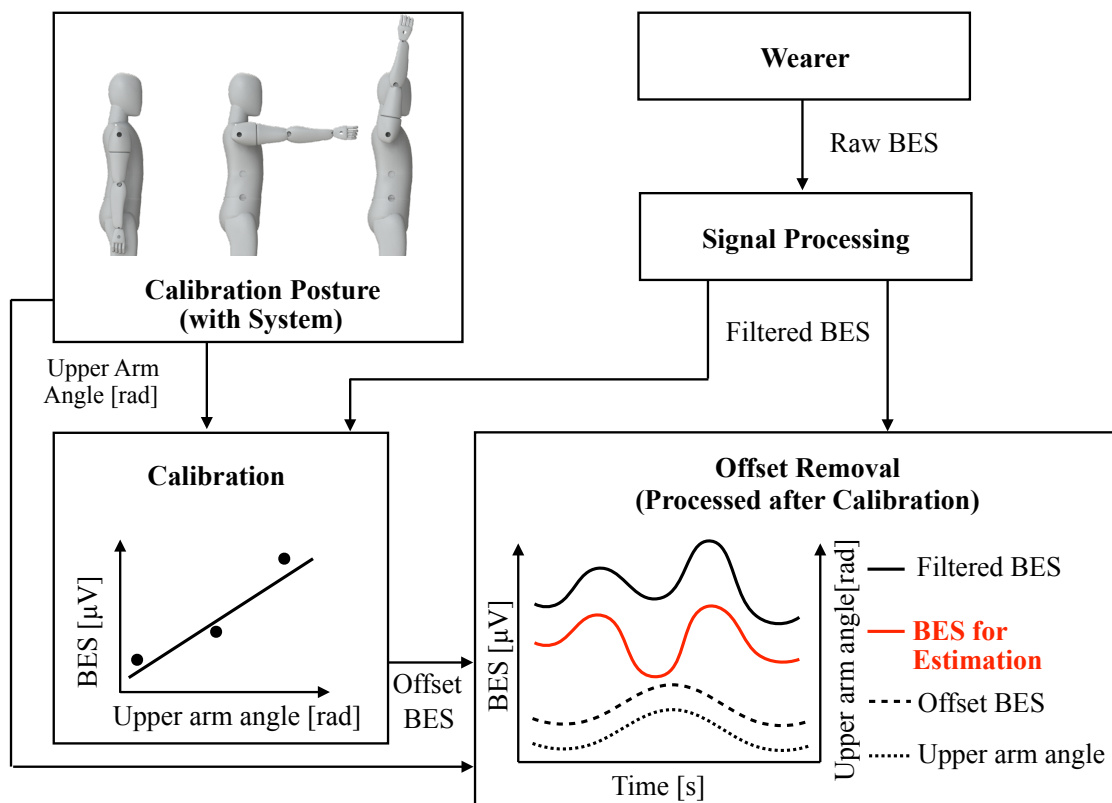 Calibration Posture
(with System)
Wearer
Raw BES
Signal Processing
Filtered BES
Upper Arm
Angle [rad]
Calibration
BES [μV]
Upper arm angle [rad]
Offset
BES
Offset Removal
(Processed after Calibration)
BES [μV]
Time [s]
Upper arm angle[rad]
Filtered BES
BES for
Estimation
Offset BES
Upper arm angle